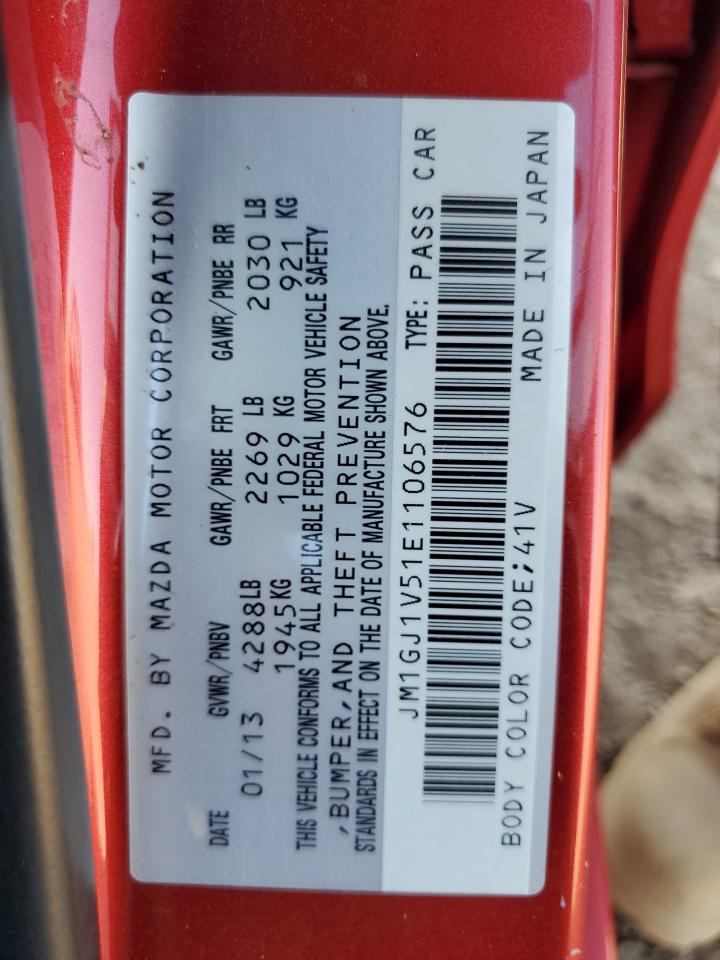 MFD. BY MAZDA MOTOR CORPORATION
DATE GVWR/PNBV GAWR/PNBE FRT GAWR/PNBE RR
01/13 4288LB 2269 LB 2030 LB
1945KG 1029 KG 921 KG
THIS VEHICLE CONFORMS TO ALL APPLICABLE FEDERAL MOTOR VEHICLE SAFETY
,BUMPER,AND THEFT PREVENTION
STANDARDS IN EFFECT ON THE DATE OF MANUFACTURE SHOWN ABOVE.
JM1GJ1V51E1106576 TYPE: PASS CAR
BODY COLOR CODE;41V MADE IN JAPAN